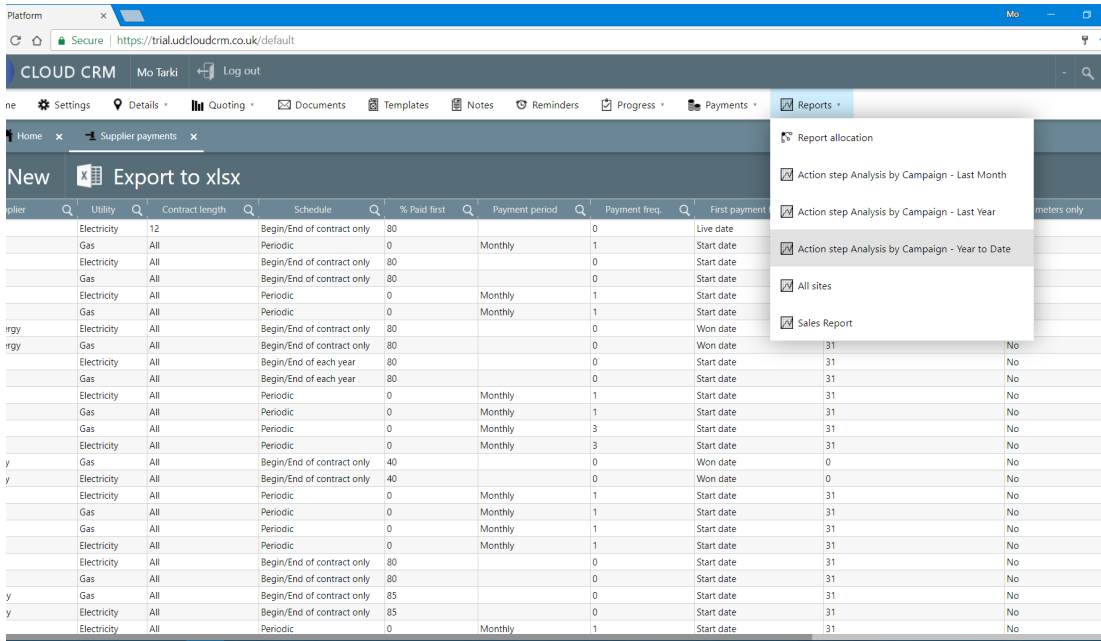 Platform
Mo
Secure https://trial.udcloudcrm.co.uk/default
CLOUD CRM Mo Tarki Log out
me Settings Details Quoting Documents Templates Notes Reminders Progress Payments Reports
Home Supplier payments
Report allocation
New Export to xlsx
Action step Analysis by Campaign - Last Month
plier Utility Contract length Schedule % Paid first Payment period Payment freq. First payment meters only
Action step Analysis by Campaign - Last Year
Action step Analysis by Campaign - Year to Date
All sites
Sales Report
Electricity 12 Begin/End of contract only 80 0 Live date
Gas All Periodic 0 Monthly 1 Start date
Electricity All Begin/End of contract only 80 0 Start date
Gas All Begin/End of contract only 80 0 Start date
Electricity All Periodic 0 Monthly 1 Start date
Gas All Periodic 0 Monthly 1 Start date
ergy Electricity All Begin/End of contract only 80 0 Won date
ergy Gas All Begin/End of contract only 80 0 Won date 31 No
Electricity All Begin/End of each year 80 0 Start date 31 No
Gas All Begin/End of each year 80 0 Start date 31 No
Electricity All Periodic 0 Monthly 1 Start date 31 No
Gas All Periodic 0 Monthly 1 Start date 31 No
Gas All Periodic 0 Monthly 3 Start date 31 No
Electricity All Periodic 0 Monthly 3 Start date 31 No
y Gas All Begin/End of contract only 40 0 Won date 0 No
y Electricity All Begin/End of contract only 40 0 Won date 0 No
Electricity All Periodic 0 Monthly 1 Start date 31 No
Gas All Periodic 0 Monthly 1 Start date 31 No
Gas All Periodic 0 Monthly 1 Start date 31 No
Electricity All Periodic 0 Monthly 1 Start date 31 No
Electricity All Begin/End of contract only 80 0 Start date 31 No
Gas All Begin/End of contract only 80 0 Start date 31 No
y Gas All Begin/End of contract only 85 0 Start date 31 No
y Electricity All Begin/End of contract only 85 0 Start date 31 No
Electricity All Periodic 0 Monthly 1 Start date 31 No